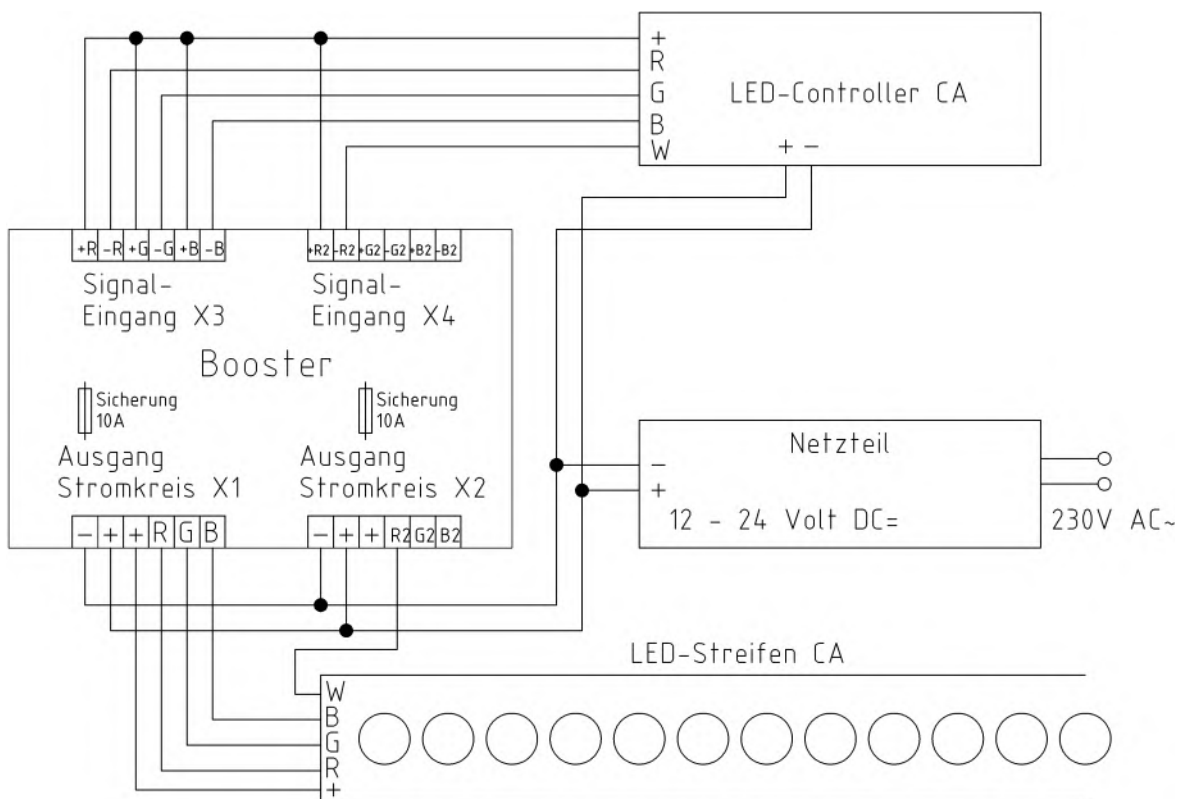 +
R
G
B
W
LED-Controller CA
+ -
+R -R +G -G +B -B
+R2 -R2 +G2 -G2 +B2 -B2
Signal-
Eingang X3
Signal-
Eingang X4
Booster
Sicherung
10A
Sicherung
10A
Ausgang
Stromkreis X1
Ausgang
Stromkreis X2
- + + R G B
- + + R2 G2 B2
Netzteil
-
+
12 - 24 Volt DC=
230V AC~
LED-Streifen CA
W
B
G
R
+